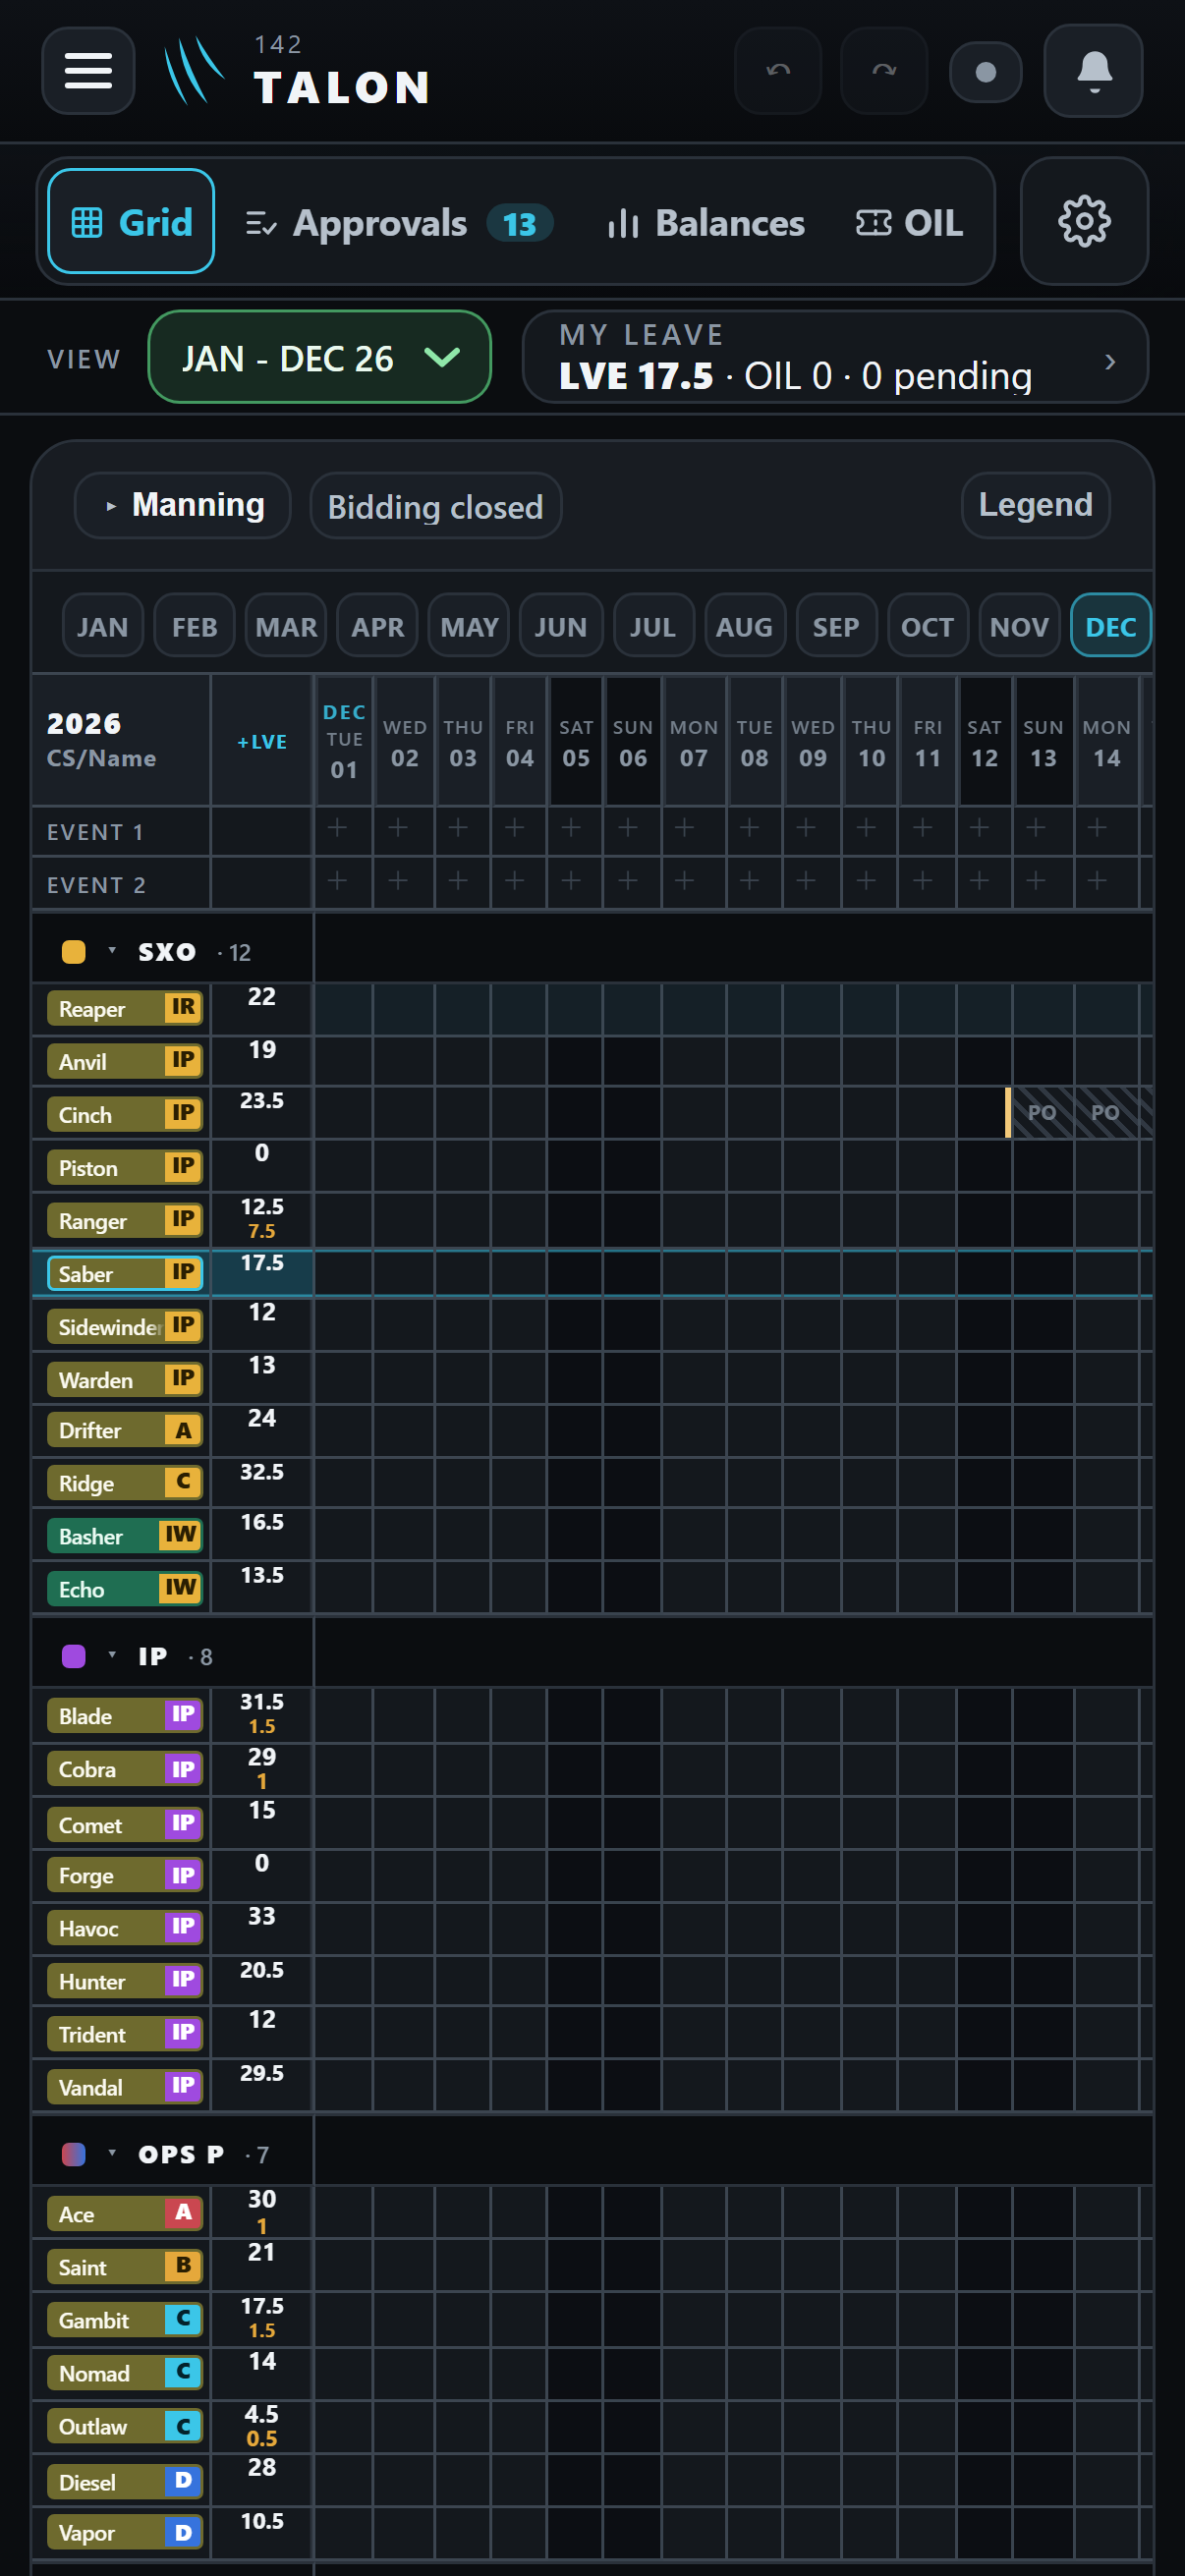 142
TALON
Grid
Approvals 13
Balances
OIL
VIEW
JAN - DEC 26
MY LEAVE
LVE 17.5 · OIL 0 · 0 pending
Manning
Bidding closed
Legend
JAN FEB MAR APR MAY JUN JUL AUG SEP OCT NOV DEC
2026
CS/Name
+LVE
DEC TUE 01
WED 02
THU 03
FRI 04
SAT 05
SUN 06
MON 07
TUE 08
WED 09
THU 10
FRI 11
SAT 12
SUN 13
MON 14
EVENT 1
EVENT 2
SXO · 12
Reaper IR 22
Anvil IP 19
Cinch IP 23.5 PO PO
Piston IP 0
Ranger IP 12.5 7.5
Saber IP 17.5
Sidewinder IP 12
Warden IP 13
Drifter A 24
Ridge C 32.5
Basher IW 16.5
Echo IW 13.5
IP · 8
Blade IP 31.5 1.5
Cobra IP 29 1
Comet IP 15
Forge IP 0
Havoc IP 33
Hunter IP 20.5
Trident IP 12
Vandal IP 29.5
OPS P · 7
Ace A 30 1
Saint B 21
Gambit C 17.5 1.5
Nomad C 14
Outlaw C 4.5 0.5
Diesel D 28
Vapor D 10.5